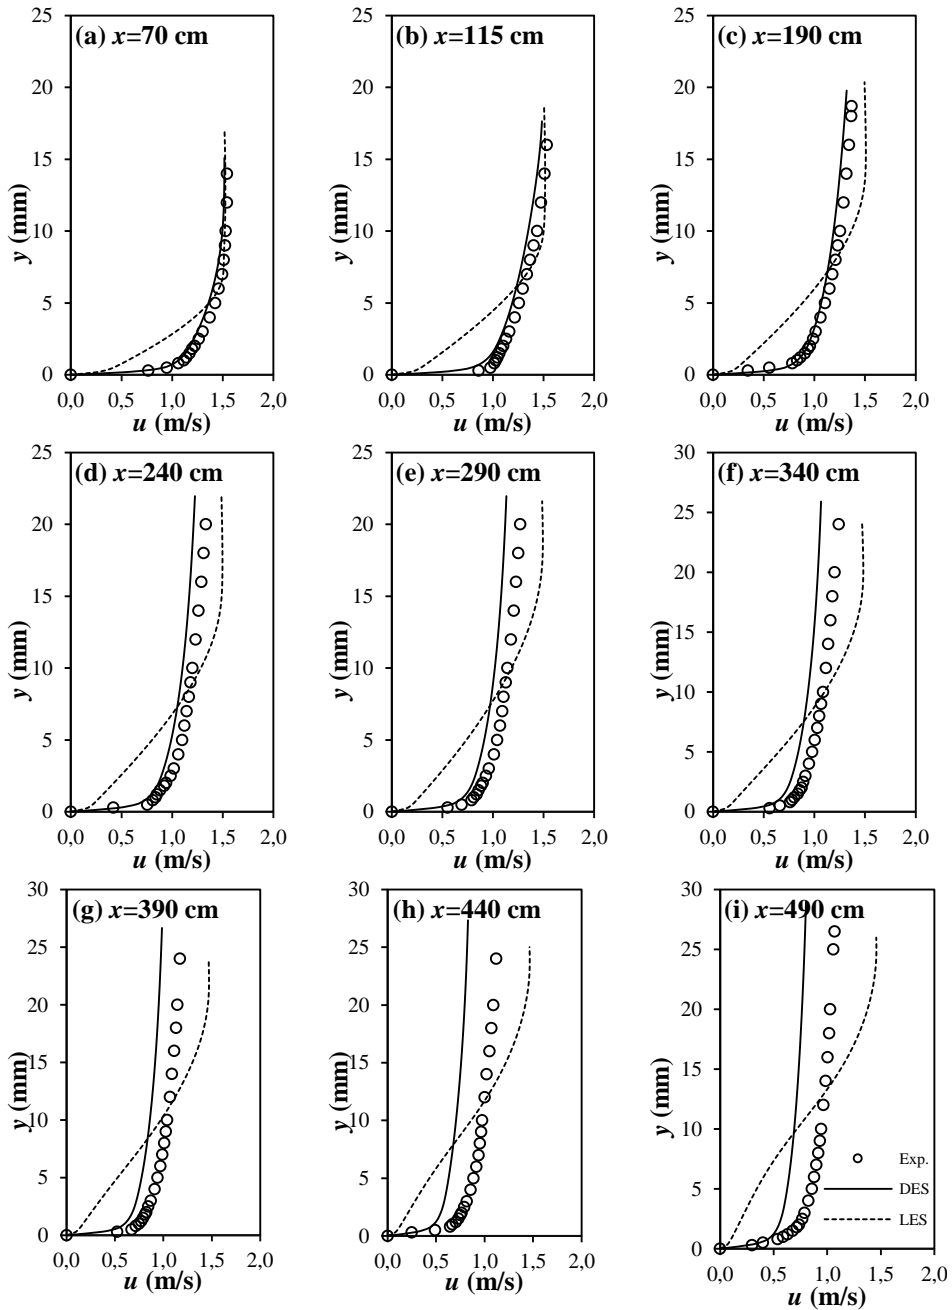 (a) x=70 cm
25
20
15
10
5
0
y (mm)
0,0 0,5 1,0 1,5 2,0
u (m/s)
(b) x=115 cm
25
20
15
10
5
0
y (mm)
0,0 0,5 1,0 1,5 2,0
u (m/s)
(c) x=190 cm
25
20
15
10
5
0
y (mm)
0,0 0,5 1,0 1,5 2,0
u (m/s)
(d) x=240 cm
25
20
15
10
5
0
y (mm)
0,0 0,5 1,0 1,5 2,0
u (m/s)
(e) x=290 cm
25
20
15
10
5
0
y (mm)
0,0 0,5 1,0 1,5 2,0
u (m/s)
(f) x=340 cm
30
25
20
15
10
5
0
y (mm)
0,0 0,5 1,0 1,5 2,0
u (m/s)
(g) x=390 cm
30
25
20
15
10
5
0
y (mm)
0,0 0,5 1,0 1,5 2,0
u (m/s)
(h) x=440 cm
30
25
20
15
10
5
0
y (mm)
0,0 0,5 1,0 1,5 2,0
u (m/s)
(i) x=490 cm
30
25
20
15
10
5
0
y (mm)
0,0 0,5 1,0 1,5 2,0
u (m/s)
Exp.
DES
LES